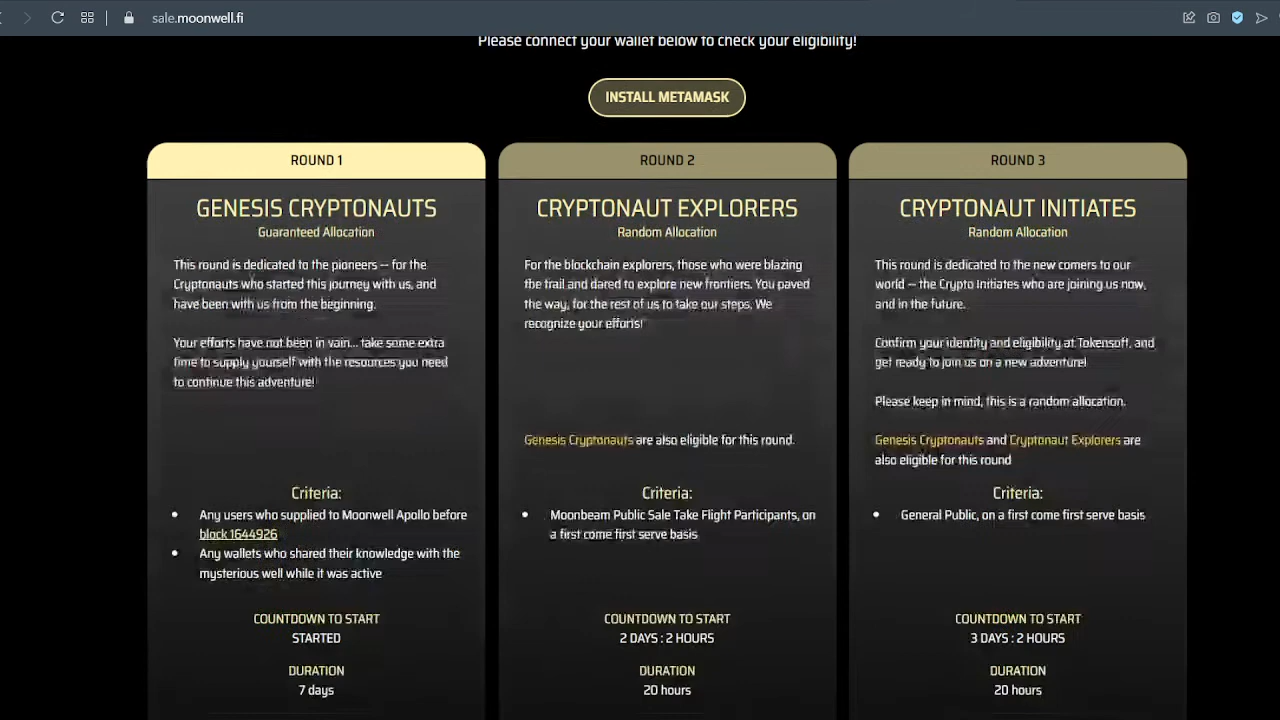 sale.moonwell.fi
Please connect your wallet below to check your eligibility!
INSTALL METAMASK
ROUND 1
GENESIS CRYPTONAUTS
Guaranteed Allocation
This round is dedicated to the pioneers – for the
Cryptonauts who started this journey with us, and
have been with us from the beginning.
Your efforts have not been in vain... take some extra
time to supply yourself with the resources you need
to continue this adventure!
Criteria:
• Any users who supplied to Moonwell Apollo before
block 1644926
• Any wallets who shared their knowledge with the
mysterious well while it was active
COUNTDOWN TO START
STARTED
DURATION
7 days
ROUND 2
CRYPTONAUT EXPLORERS
Random Allocation
For the blockchain explorers, those who were blazing
the trail and dared to explore new frontiers. You paved
the way, for the rest of us to take our steps. We
recognize your efforts!
Genesis Cryptonauts are also eligible for this round.
Criteria:
• Moonbeam Public Sale Take Flight Participants, on
a first come first serve basis
COUNTDOWN TO START
2 DAYS : 2 HOURS
DURATION
20 hours
ROUND 3
CRYPTONAUT INITIATES
Random Allocation
This round is dedicated to the new comers to our
world – the Crypto Initiates who are joining us now,
and in the future.
Confirm your identity and eligibility at Tokensoft, and
get ready to join us on a new adventure!
Please keep in mind, this is a random allocation.
Genesis Cryptonauts and Cryptonaut Explorers are
also eligible for this round
Criteria:
• General Public, on a first come first serve basis
COUNTDOWN TO START
3 DAYS : 2 HOURS
DURATION
20 hours